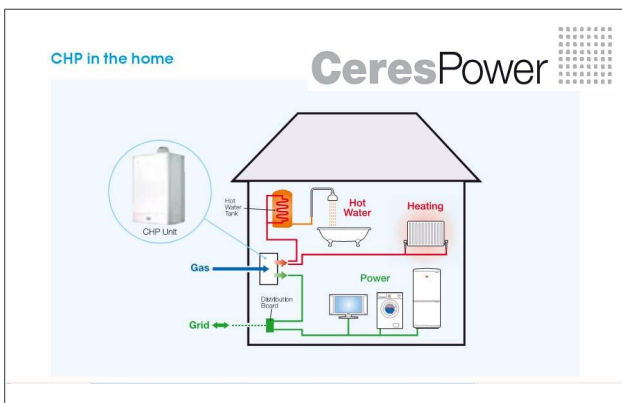 CHP in the home
CeresPower
CHP Unit
Hot
Water
Tank
Hot
Water
Heating
Gas
Power
Distribution
Board
Grid